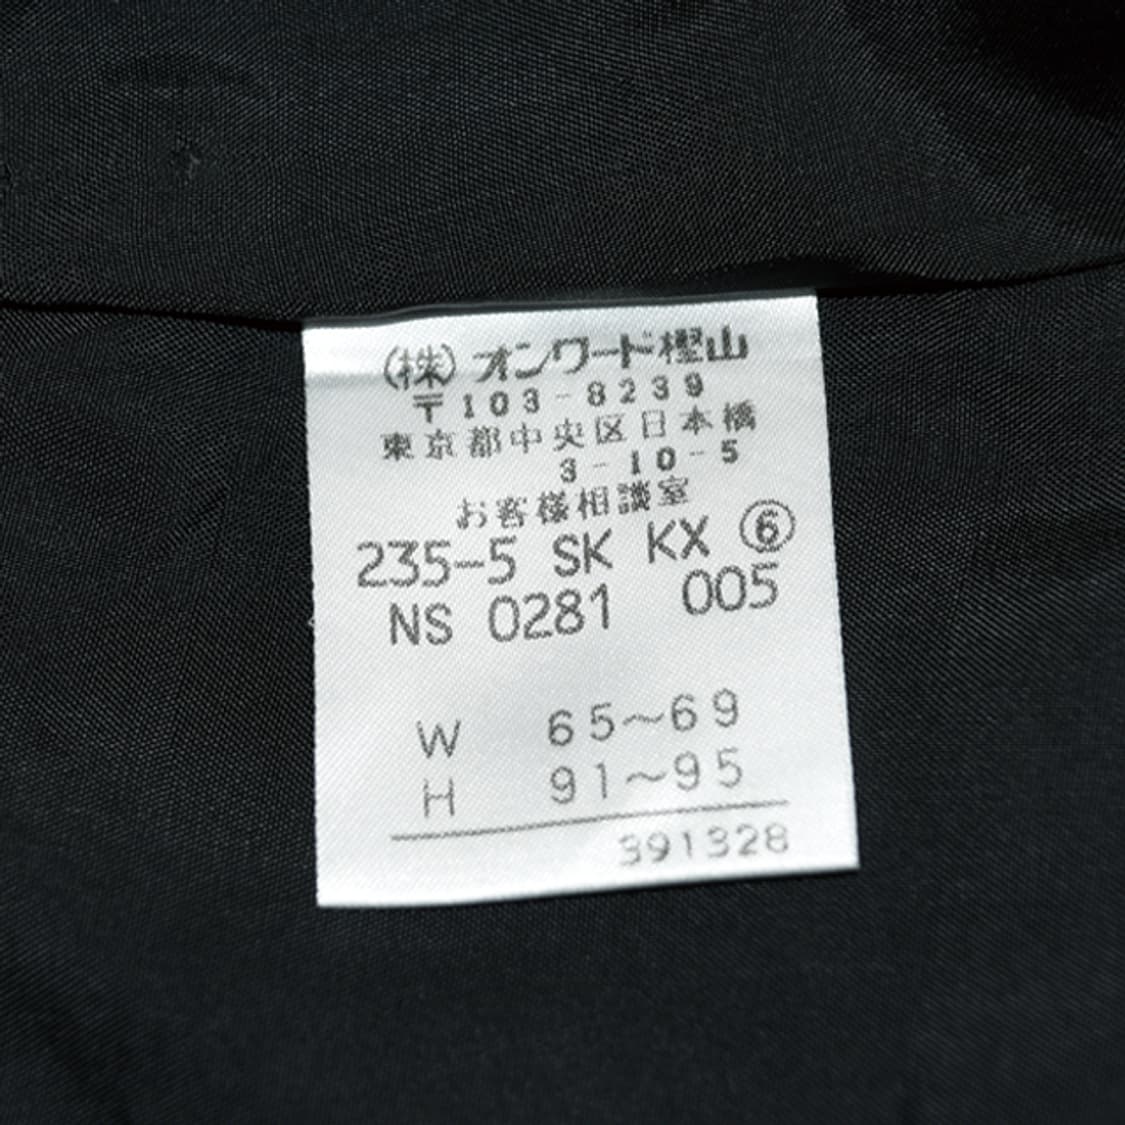 (株)オンワード樫山
〒103-8239
東京都中央区日本橋
3-10-5
お客様相談室
235-5 SK KX ⑥
NS 0281 005
W 65~69
H 91~95
391328